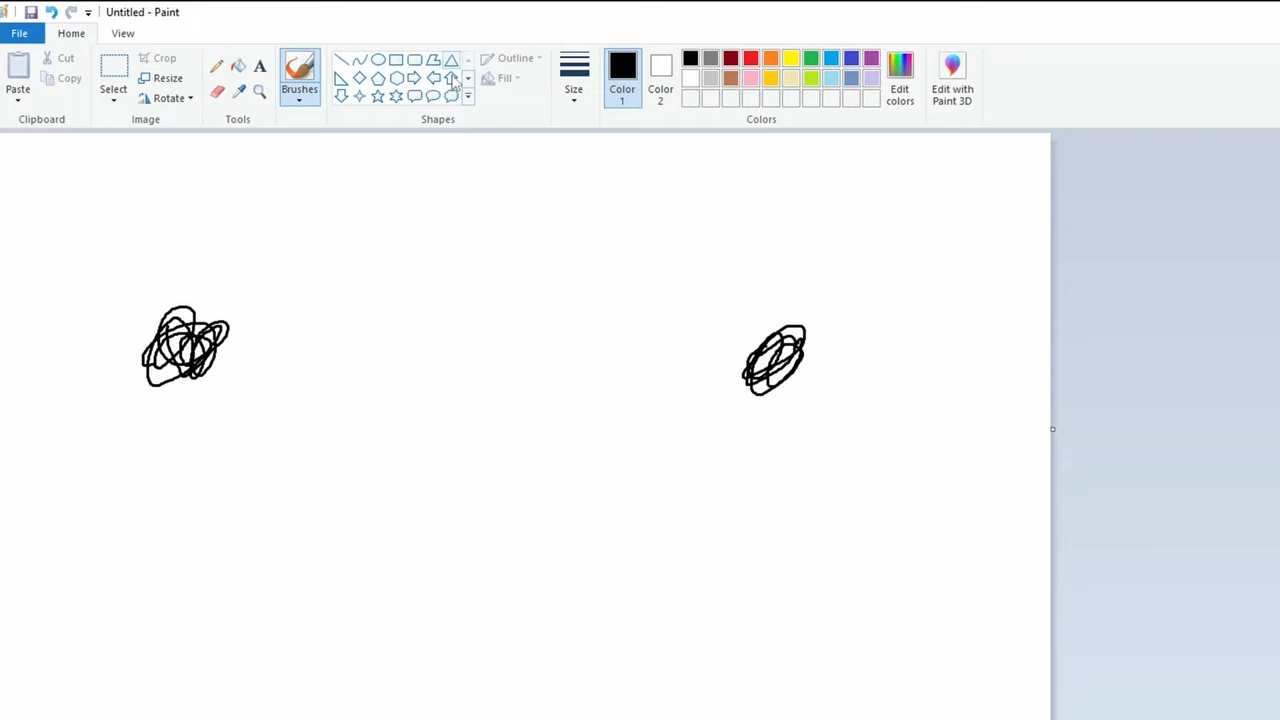 Untitled - Paint
File Home View
Paste
Cut
Copy
Clipboard
Select
Crop
Resize
Rotate
Image
A
Tools
Brushes
Outline
Fill
Shapes
Size
Color 1
Color 2
Edit colors
Colors
Edit with Paint 3D